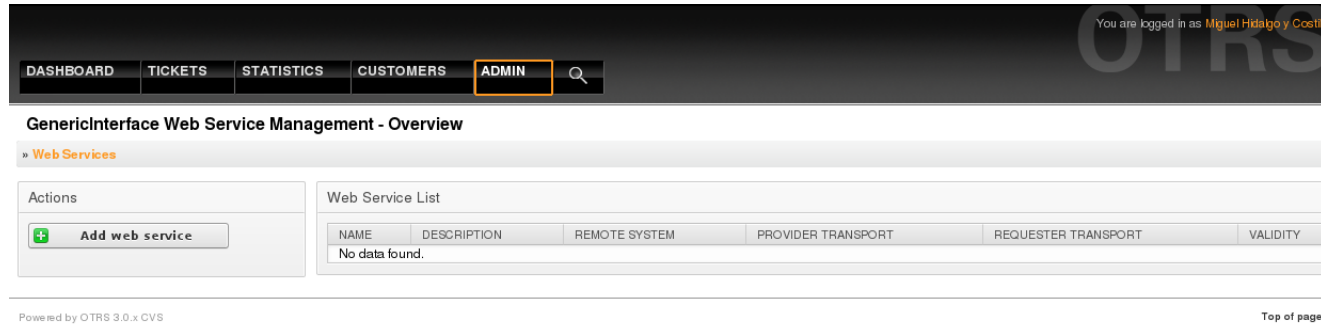 OTRS
You are logged in as Miguel Hidalgo y Costil
DASHBOARD TICKETS STATISTICS CUSTOMERS ADMIN
GenericInterface Web Service Management - Overview
» Web Services
Actions
Add web service
Web Service List
NAME DESCRIPTION REMOTE SYSTEM PROVIDER TRANSPORT REQUESTER TRANSPORT VALIDITY
No data found.
Powered by OTRS 3.0.x CVS
Top of page